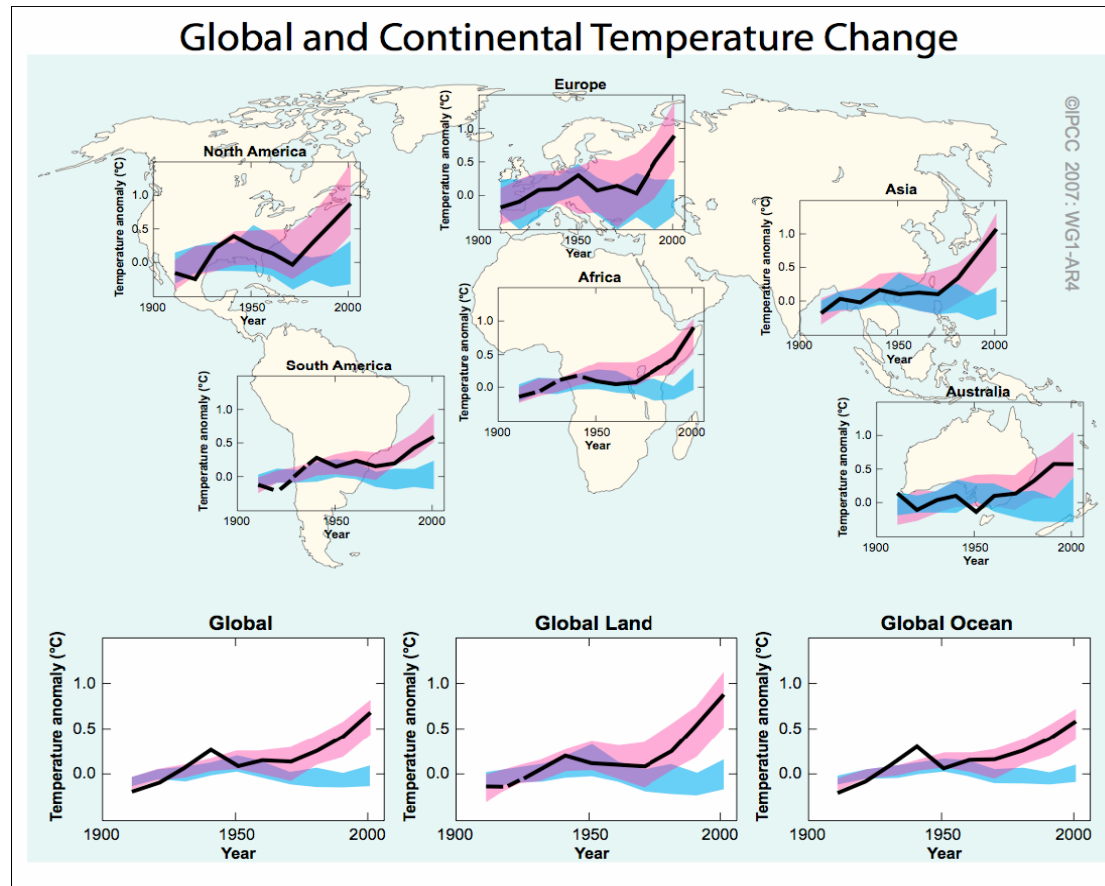 Global and Continental Temperature Change
Europe
Temperature anomaly (°C)
1.0
0.5
0.0
1900
1950
2000
Year
©IPCC 2007: WG1-AR4
North America
Temperature anomaly (°C)
1.0
0.5
0.0
1900
1950
2000
Year
Asia
Temperature anomaly (°C)
1.0
0.5
0.0
1900
1950
2000
Year
Africa
Temperature anomaly (°C)
1.0
0.5
0.0
1900
1950
2000
Year
South America
Temperature anomaly (°C)
1.0
0.5
0.0
1900
1950
2000
Year
Australia
Temperature anomaly (°C)
1.0
0.5
0.0
1900
1950
2000
Year
Global
Temperature anomaly (°C)
1.0
0.5
0.0
1900
1950
2000
Year
Global Land
Temperature anomaly (°C)
1.0
0.5
0.0
1900
1950
2000
Year
Global Ocean
Temperature anomaly (°C)
1.0
0.5
0.0
1900
1950
2000
Year